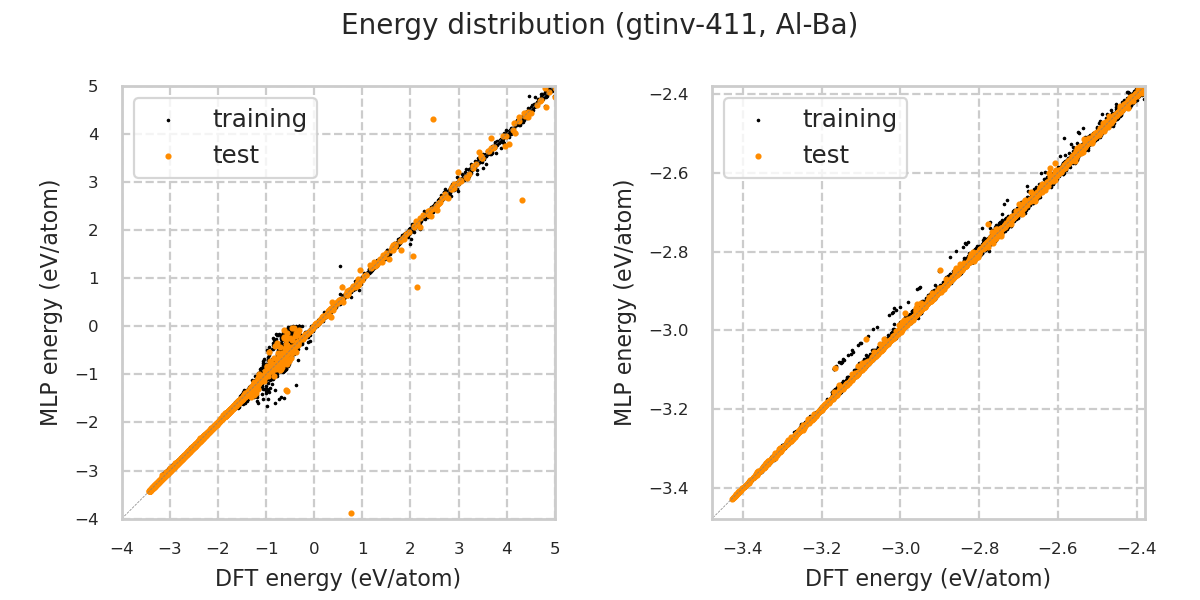 Energy distribution (gtinv-411, Al-Ba)
training
test
5
4
3
2
1
0
−1
−2
−3
−4
MLP energy (eV/atom)
−4 −3 −2 −1 0 1 2 3 4 5
DFT energy (eV/atom)
training
test
−2.4
−2.6
−2.8
−3.0
−3.2
−3.4
MLP energy (eV/atom)
−3.4 −3.2 −3.0 −2.8 −2.6 −2.4
DFT energy (eV/atom)